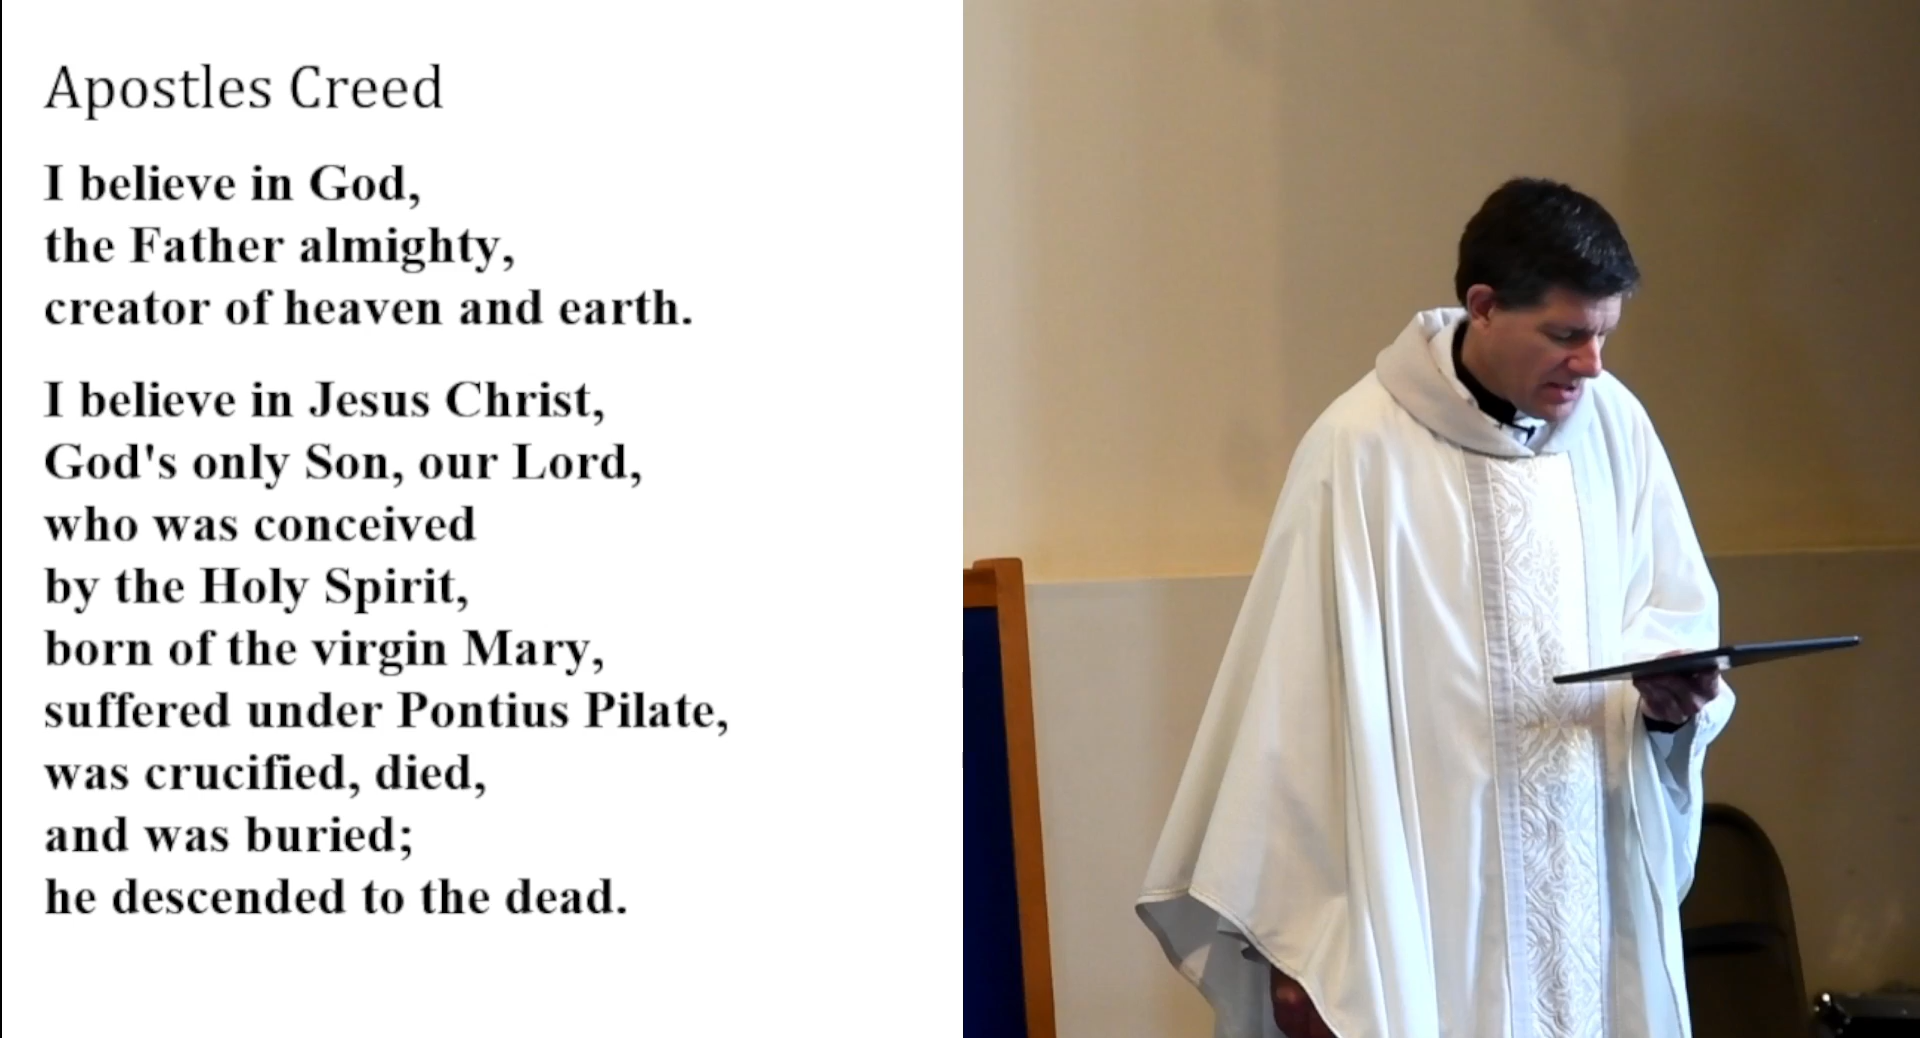 Apostles Creed
I believe in God,
the Father almighty,
creator of heaven and earth.
I believe in Jesus Christ,
God's only Son, our Lord,
who was conceived
by the Holy Spirit,
born of the virgin Mary,
suffered under Pontius Pilate,
was crucified, died,
and was buried;
he descended to the dead.